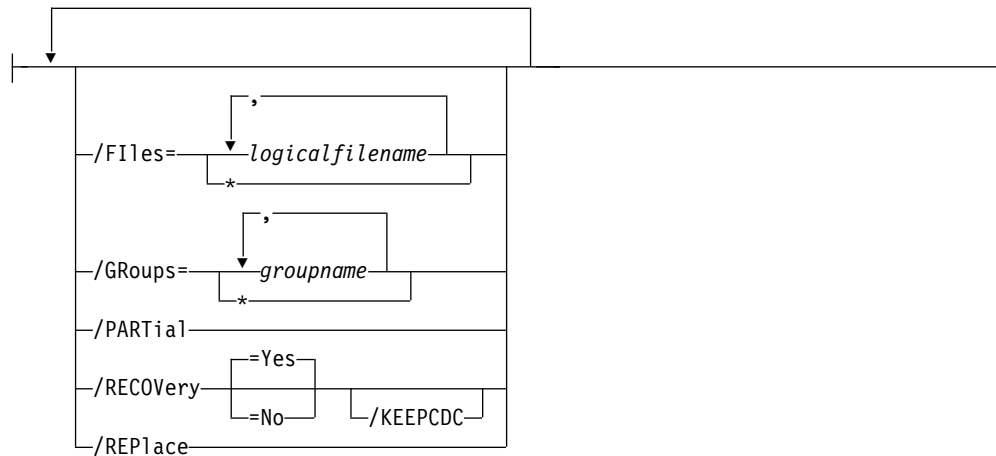 ,
/FIles= logicalfilename
*
,
/GRoups= groupname
*
/PARTial
=Yes
/RECOVery
=No /KEEPCDC
/REPlace